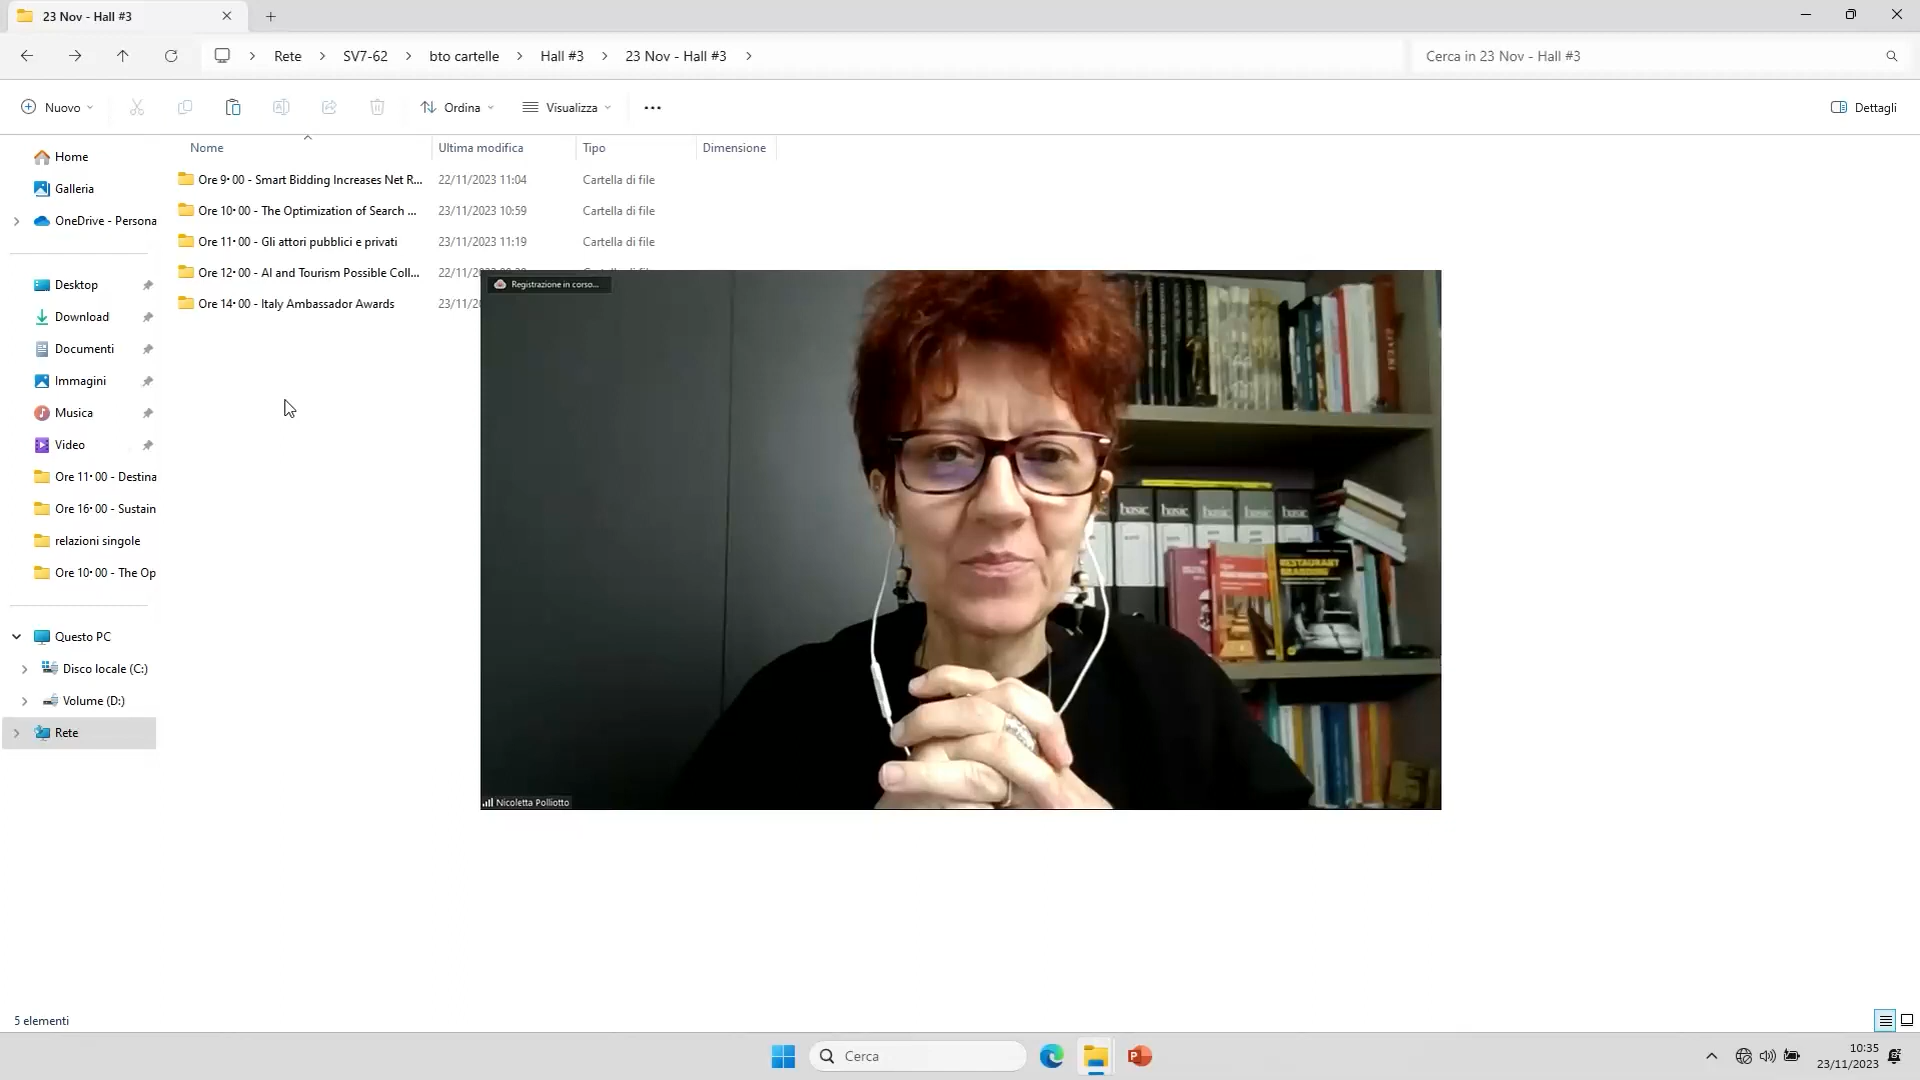 23 Nov - Hall #3
Rete
SV7-62
bto cartelle
Hall #3
23 Nov - Hall #3
Cerca in 23 Nov - Hall #3
Nuovo
Ordina
Visualizza
Dettagli
Nome
Ultima modifica
Tipo
Dimensione
Ore 9•00 - Smart Bidding Increases Net R...
22/11/2023 11:04
Cartella di file
Ore 10•00 - The Optimization of Search ...
23/11/2023 10:59
Cartella di file
Ore 11•00 - Gli attori pubblici e privati
23/11/2023 11:19
Cartella di file
Ore 12•00 - AI and Tourism Possible Coll...
Ore 14•00 - Italy Ambassador Awards
Home
Galleria
OneDrive - Persona
Desktop
Download
Documenti
Immagini
Musica
Video
Ore 11•00 - Destina
Ore 16•00 - Sustain
relazioni singole
Ore 10•00 - The Op
Questo PC
Disco locale (C:)
Volume (D:)
Rete
Registrazione in corso...
basic
basic
basic
basic
basic
RESTAURANT
BRANDING
Nicoletta Polliotto
5 elementi
Cerca
10:35
23/11/2023